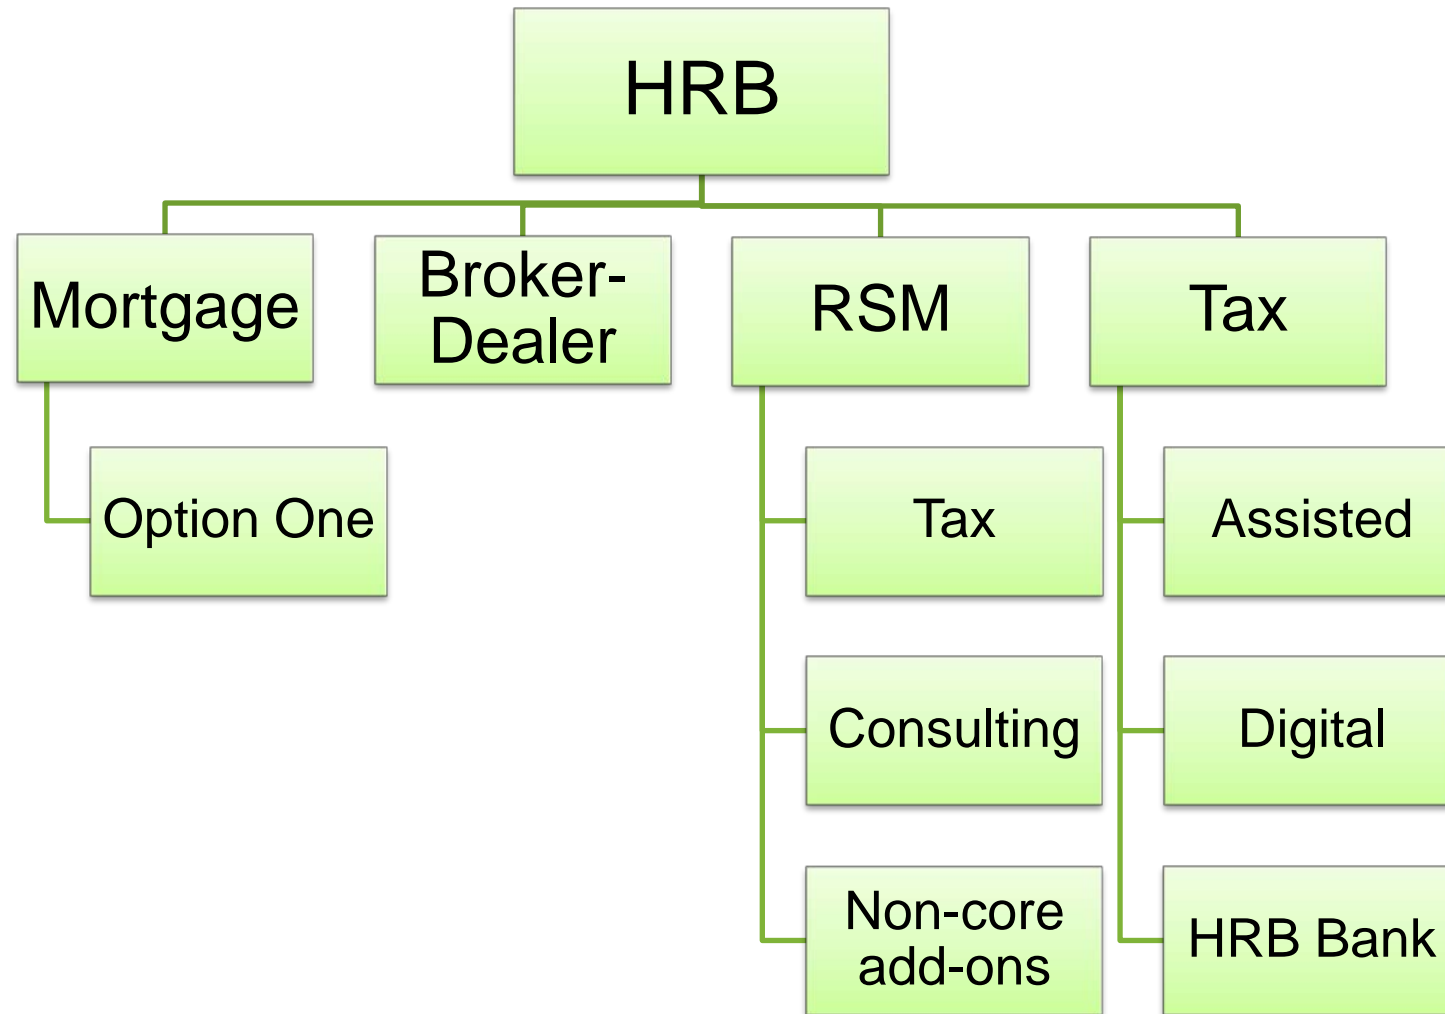 HRB
Mortgage
Broker-
Dealer
RSM
Tax
Option One
Tax
Assisted
Consulting
Digital
Non-core
add-ons
HRB Bank